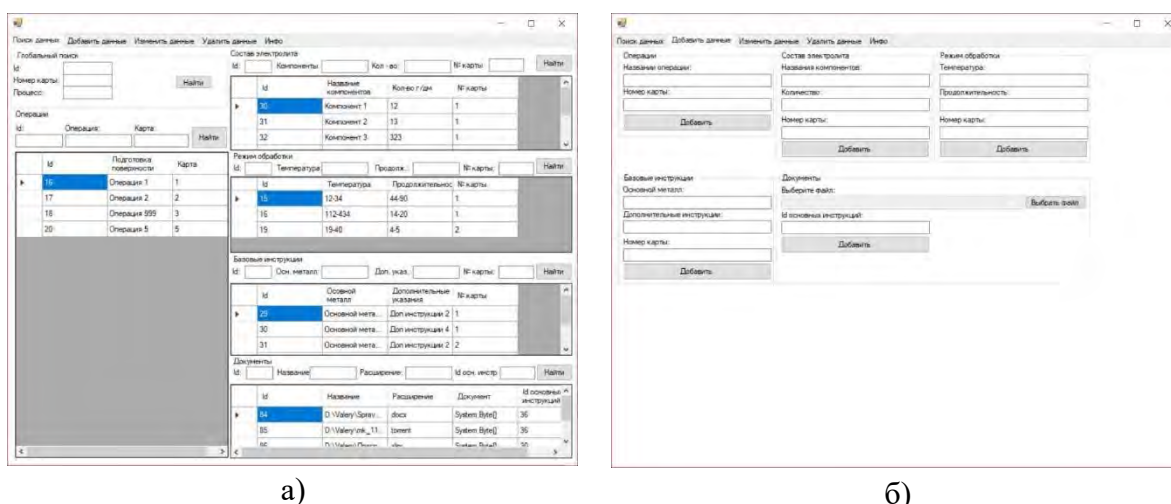 Поиск данных Добавить данные Изменить данные Удалить данные Инфо
Глобальный поиск
Id:
Номер карты:
Процесс:
Найти
Операции
Id: Операция: Карта:
Найти
Id Подготовка поверхности Карта
16 Операция 1 1
17 Операция 2 2
18 Операция 999 3
20 Операция 5 5
Состав электролита
Id: Компоненты Кол-во: № карты Найти
Id Название компонентов Кол-во г/дм № карты
30 Компонент 1 12 1
31 Компонент 2 13 1
32 Компонент 3 323 1
Режим обработки
Id: Температура Продолж.: № карты: Найти
Id Температура Продолжительнос № карты
15 12-34 44-90 1
16 112-434 14-20 1
19 19-40 4-5 2
Базовые инструкции
Id: Осн. металл: Доп. указ.: № карты: Найти
Id Осовной металл Дополнительные указания № карты
29 Основной мета... Доп инструкции 2 1
30 Основной мета... Доп инструкции 4 1
31 Основной мета... Доп инструкции 2 2
Документы
Id: Название Расширение: Id осн. инстр Найти
Id Название Расширение Документ Id основных инструкций
84 D:\Valery\Sprav... docx System.Byte[] 36
85 D:\Valery\mk_11... torrent System.Byte[] 36
а)
Поиск данных Добавить данные Изменить данные Удалить данные Инфо
Операции
Названии операции:
Номер карты:
Добавить
Состав электролита
Названия компонентов:
Количество:
Номер карты:
Добавить
Режим обработки
Температура:
Продолжительность:
Номер карты:
Добавить
Базовые инструкции
Основной металл:
Дополнительные инструкции:
Номер карты:
Добавить
Документы
Выберите файл:
Выбрать файл
Id основных инструкций:
Добавить
б)